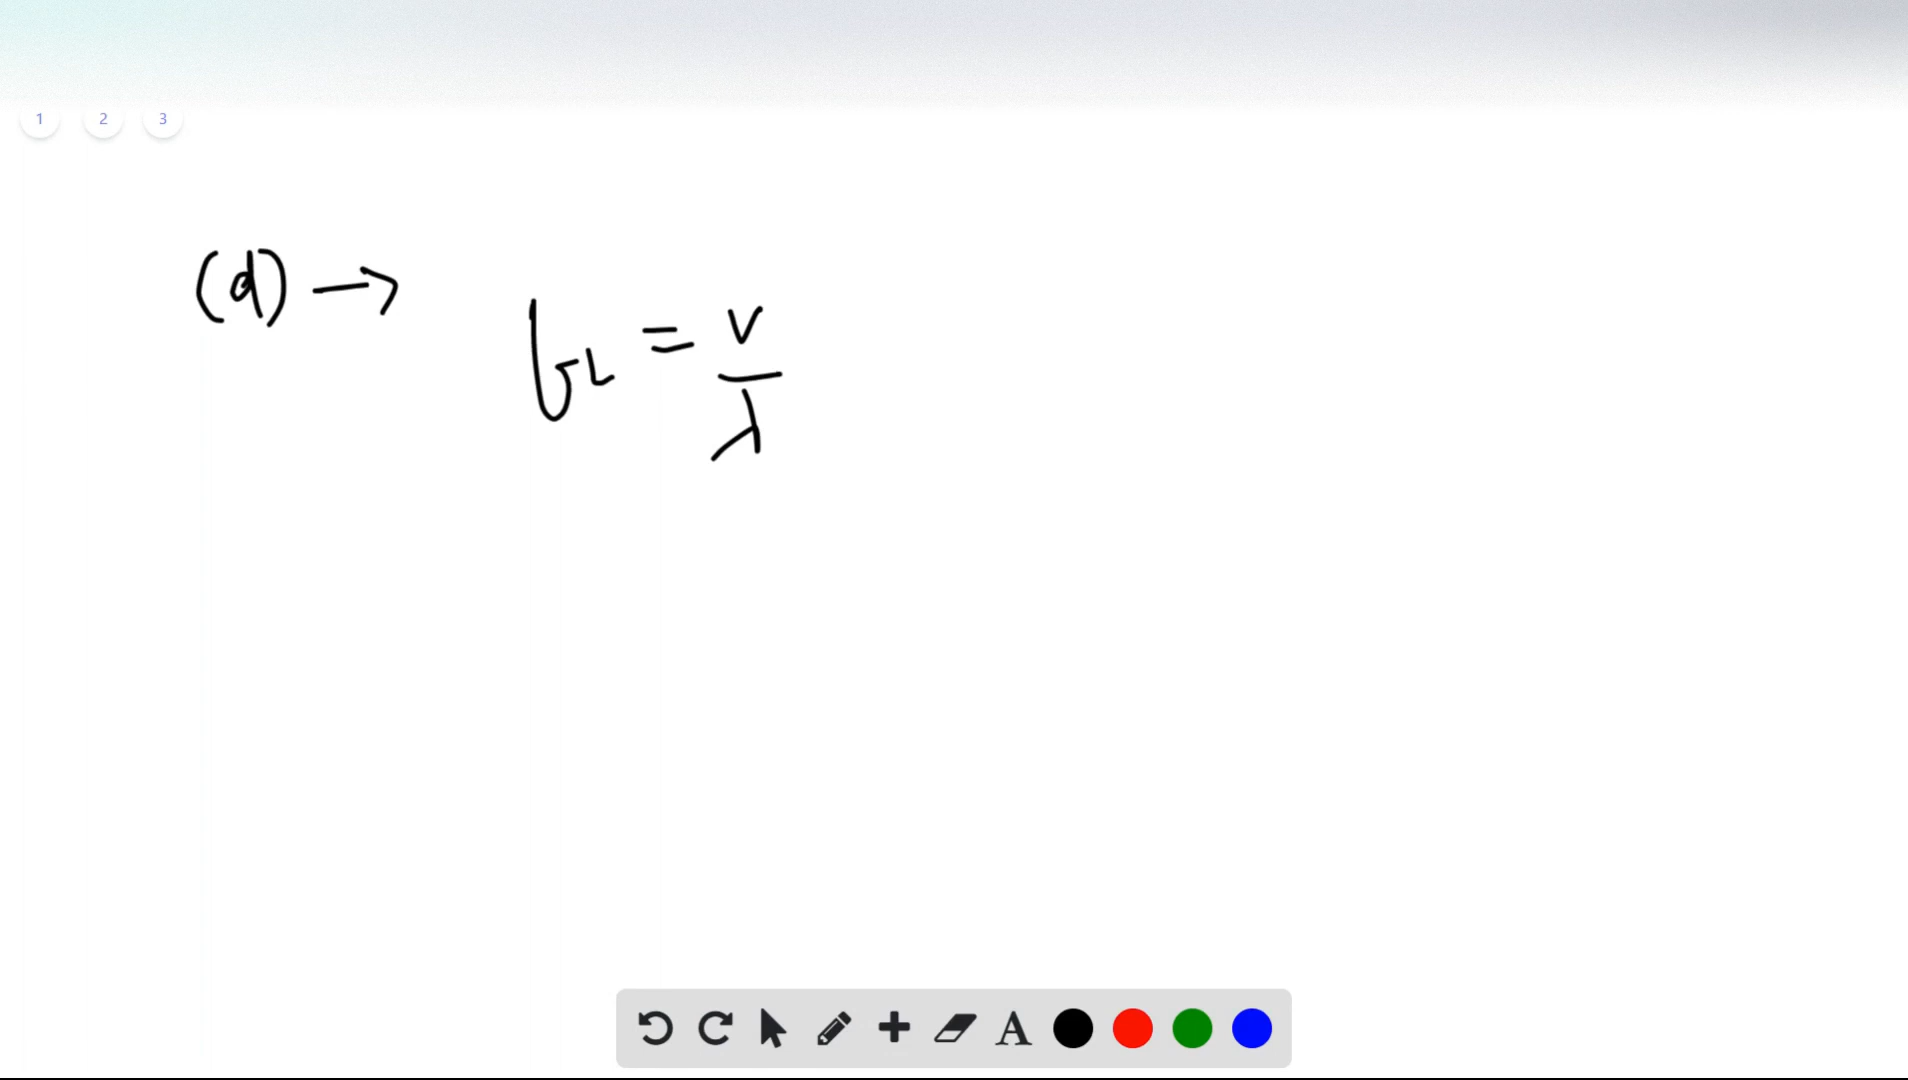 1 2 3
(d) → f_L = v/λ
A